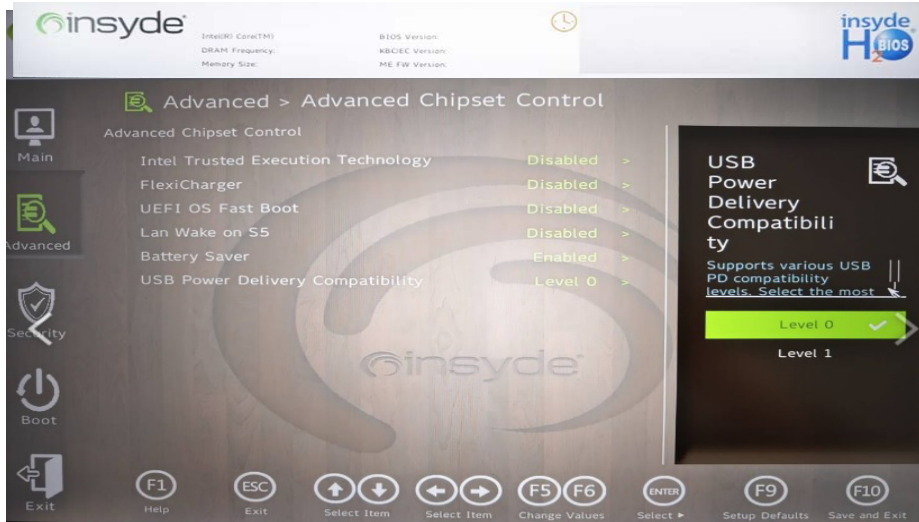 insyde
Intel(R) Core(TM)
DRAM Frequency:
Memory Size:
BIOS Version:
KBC/EC Version:
ME FW Version:
insyde
H2BIOS
Advanced > Advanced Chipset Control
Advanced Chipset Control
Main
Advanced
Security
Boot
Exit
Intel Trusted Execution Technology Disabled >
FlexiCharger Disabled >
UEFI OS Fast Boot Disabled >
Lan Wake on S5 Disabled >
Battery Saver Enabled >
USB Power Delivery Compatibility Level 0 >
insyde
USB
Power
Delivery
Compatibili
ty
Supports various USB
PD compatibility
levels. Select the most
Level 0
Level 1
F1 Help
ESC Exit
Select Item
Select Item
F5 F6 Change Values
ENTER Select ▸
F9 Setup Defaults
F10 Save and Exit